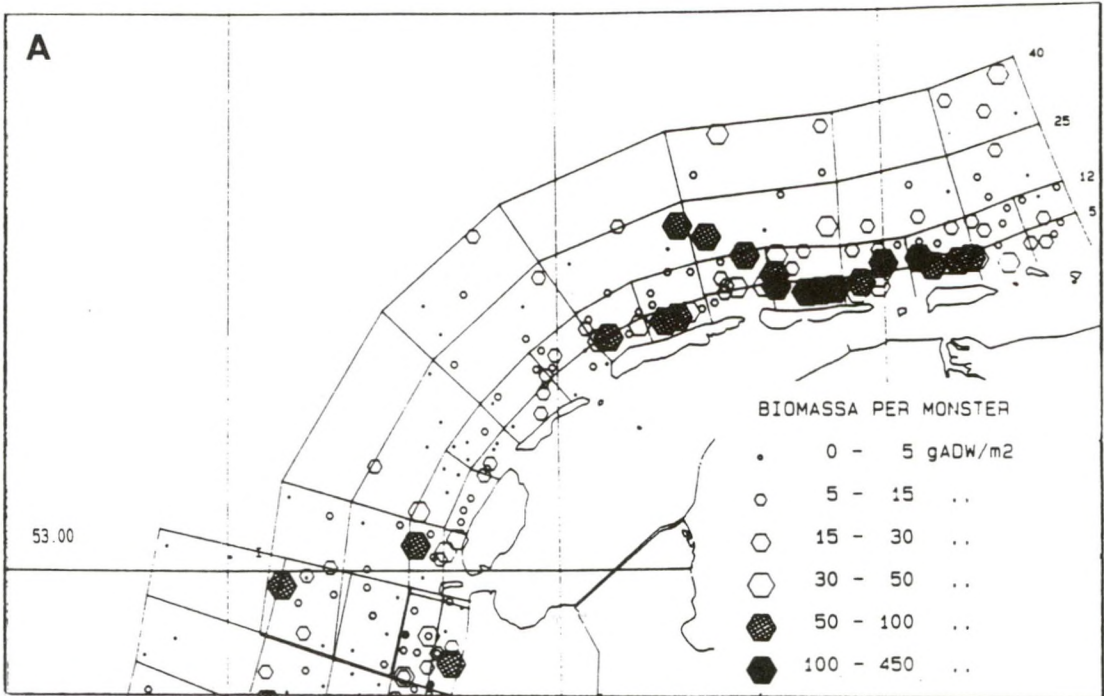 A
40
25
12
5
53.00
BIOMASSA PER MONSTER
0 - 5 gADW/m2
5 - 15 ..
15 - 30 ..
30 - 50 ..
50 - 100 ..
100 - 450 ..